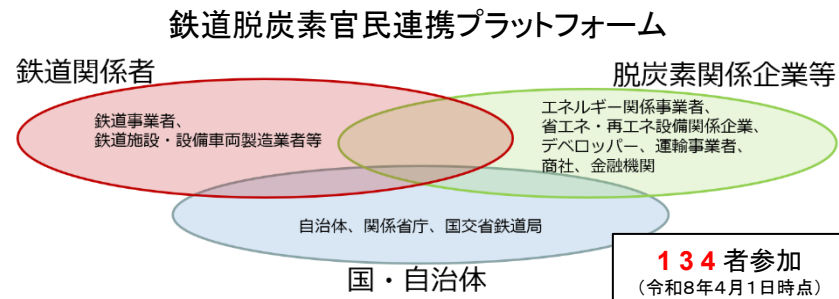 鉄道脱炭素官民連携プラットフォーム
鉄道関係者
脱炭素関係企業等
鉄道事業者、
鉄道施設・設備車両製造業者等
エネルギー関係事業者、
省エネ・再エネ設備関係企業、
デベロッパー、運輸事業者、
商社、金融機関
自治体、関係省庁、国交省鉄道局
国・自治体
134者参加
(令和8年4月1日時点)